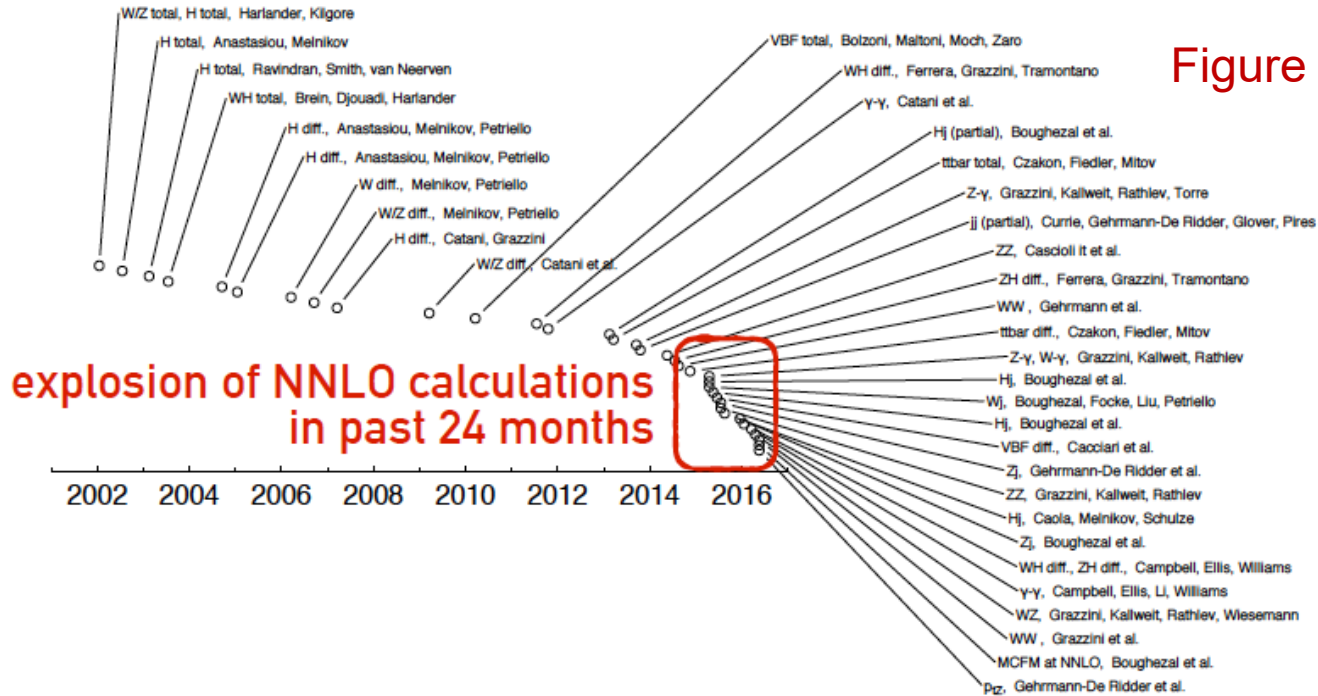 W/Z total, H total, Harlander, Kilgore
H total, Anastasiou, Melnikov
H total, Ravindran, Smith, van Neerven
WH total, Brein, Djouadi, Harlander
H diff., Anastasiou, Melnikov, Petriello
H diff., Anastasiou, Melnikov, Petriello
W diff., Melnikov, Petriello
W/Z diff., Melnikov, Petriello
H diff., Catani, Grazzini
W/Z diff., Catani et al.
VBF total, Bolzoni, Maltoni, Moch, Zaro
WH diff., Ferrera, Grazzini, Tramontano
γ-γ, Catani et al.
Hj (partial), Boughezal et al.
ttbar total, Czakon, Fiedler, Mitov
Z-γ, Grazzini, Kallweit, Rathlev, Torre
jj (partial), Currie, Gehrmann-De Ridder, Glover, Pires
ZZ, Cascioli it et al.
ZH diff., Ferrera, Grazzini, Tramontano
WW , Gehrmann et al.
ttbar diff., Czakon, Fiedler, Mitov
Z-γ, W-γ, Grazzini, Kallweit, Rathlev
Hj, Boughezal et al.
Wj, Boughezal, Focke, Liu, Petriello
Hj, Boughezal et al.
VBF diff., Cacciari et al.
Zj, Gehrmann-De Ridder et al.
ZZ, Grazzini, Kallweit, Rathlev
Hj, Caola, Melnikov, Schulze
Zj, Boughezal et al.
WH diff., ZH diff., Campbell, Ellis, Williams
γ-γ, Campbell, Ellis, Li, Williams
WZ, Grazzini, Kallweit, Rathlev, Wiesemann
WW , Grazzini et al.
MCFM at NNLO, Boughezal et al.
ptZ, Gehrmann-De Ridder et al.
Figure
explosion of NNLO calculations
in past 24 months
2002 2004 2006 2008 2010 2012 2014 2016